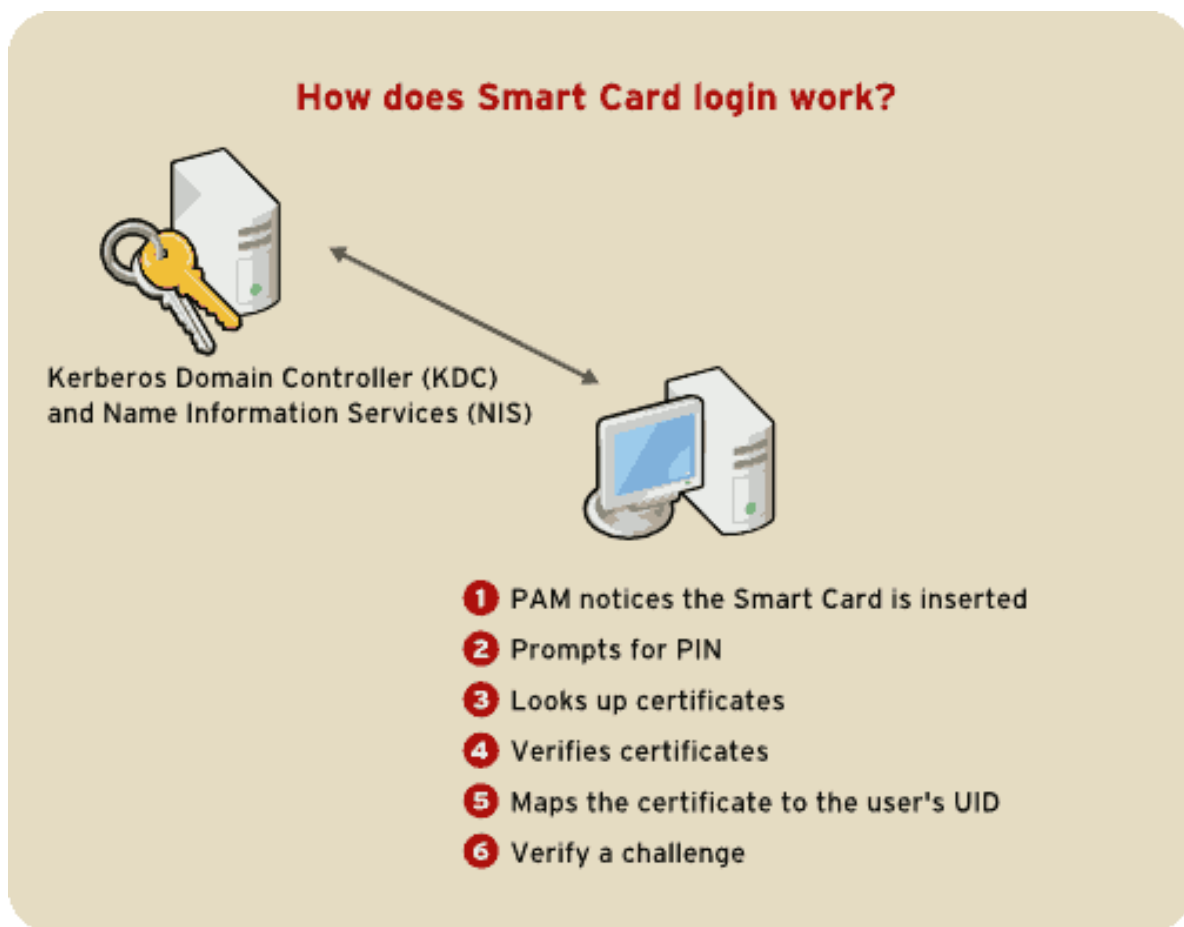 How does Smart Card login work?
Kerberos Domain Controller (KDC)
and Name Information Services (NIS)
1 PAM notices the Smart Card is inserted
2 Prompts for PIN
3 Looks up certificates
4 Verifies certificates
5 Maps the certificate to the user's UID
6 Verify a challenge